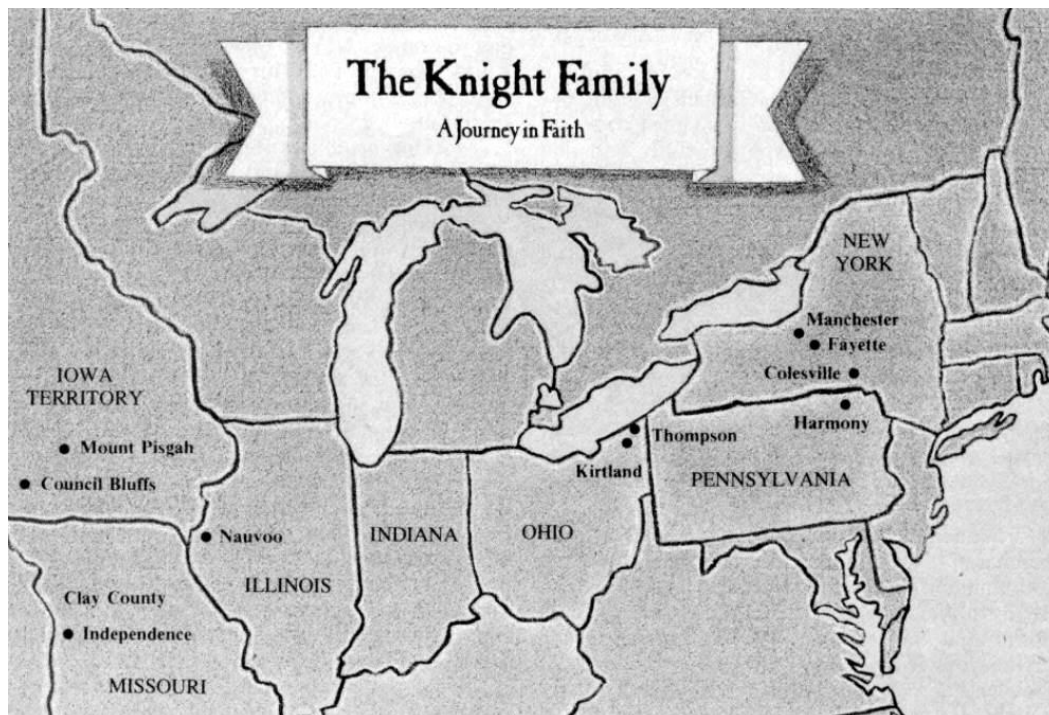 The Knight Family
A Journey in Faith
NEW
YORK
Manchester
Fayette
Colesville
Harmony
IOWA
TERRITORY
Mount Pisgah
Council Bluffs
Thompson
Kirtland
PENNSYLVANIA
Nauvoo
INDIANA
OHIO
ILLINOIS
Clay County
Independence
MISSOURI